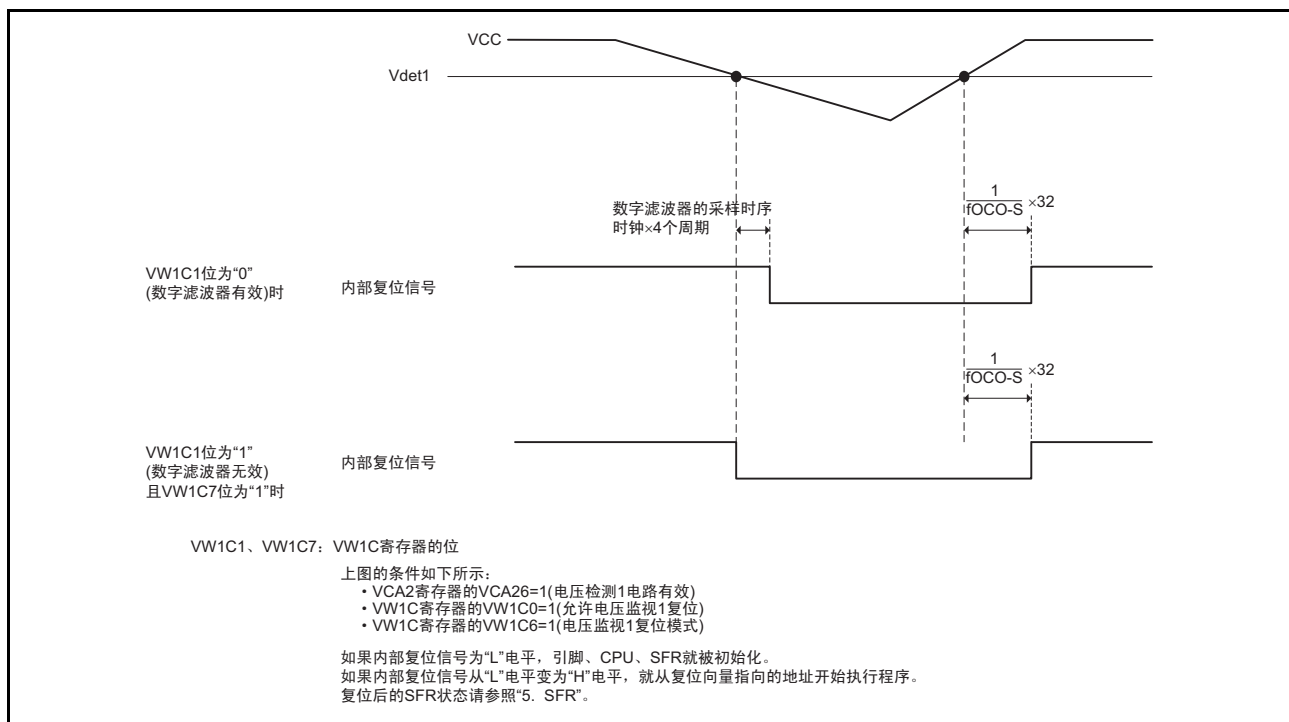 VCC
Vdet1
数字滤波器的采样时序
时钟×4个周期
1
fOCO-S ×32
VW1C1位为“0”
(数字滤波器有效)时
内部复位信号
1
fOCO-S ×32
VW1C1位为“1”
(数字滤波器无效)
且VW1C7位为“1”时
内部复位信号
VW1C1、VW1C7：VW1C寄存器的位
上图的条件如下所示：
・VCA2寄存器的VCA26=1(电压检测1电路有效)
・VW1C寄存器的VW1C0=1(允许电压监视1复位)
・VW1C寄存器的VW1C6=1(电压监视1复位模式)
如果内部复位信号为“L”电平，引脚、CPU、SFR就被初始化。
如果内部复位信号从“L”电平变为“H”电平，就从复位向量指向的地址开始执行程序。
复位后的SFR状态请参照“5. SFR”。